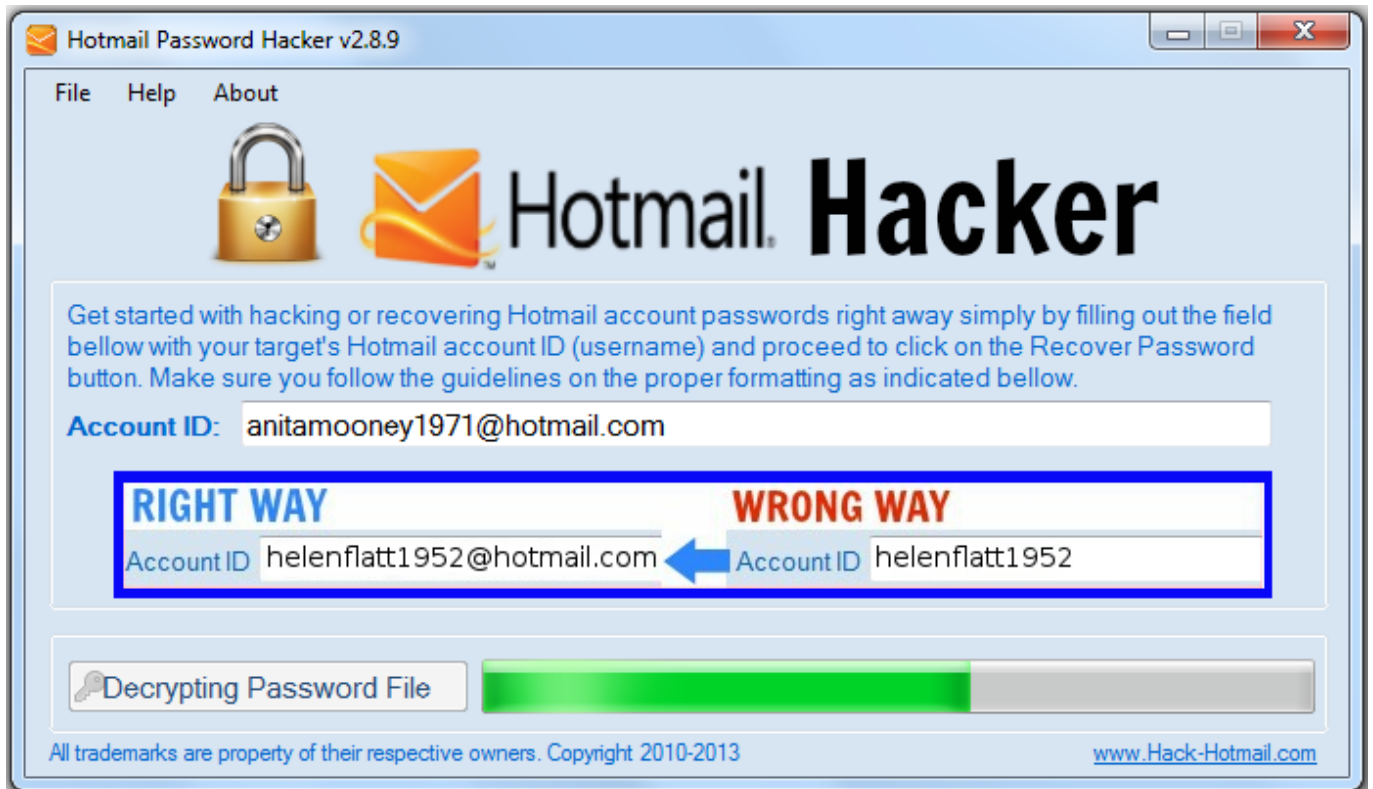 Hotmail Password Hacker v2.8.9
File Help About
Hotmail. Hacker
TM
Get started with hacking or recovering Hotmail account passwords right away simply by filling out the field
bellow with your target's Hotmail account ID (username) and proceed to click on the Recover Password
button. Make sure you follow the guidelines on the proper formatting as indicated bellow.
Account ID: anitamooney1971@hotmail.com
RIGHT WAY WRONG WAY
Account ID helenflatt1952@hotmail.com Account ID helenflatt1952
Decrypting Password File
All trademarks are property of their respective owners. Copyright 2010-2013 www.Hack-Hotmail.com